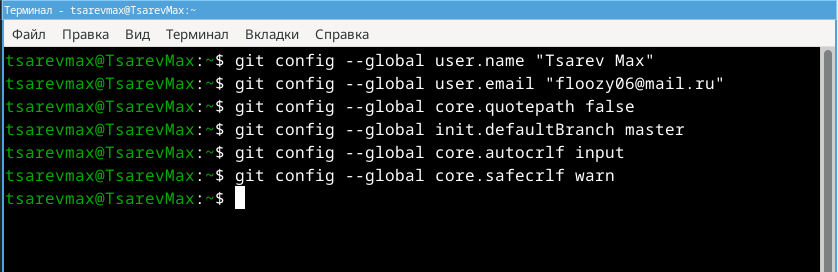 Терминал - tsarevmax@TsarevMax:~
Файл Правка Вид Терминал Вкладки Справка
tsarevmax@TsarevMax:~$ git config --global user.name "Tsarev Max"
tsarevmax@TsarevMax:~$ git config --global user.email "floozy06@mail.ru"
tsarevmax@TsarevMax:~$ git config --global core.quotepath false
tsarevmax@TsarevMax:~$ git config --global init.defaultBranch master
tsarevmax@TsarevMax:~$ git config --global core.autocrlf input
tsarevmax@TsarevMax:~$ git config --global core.safecrlf warn
tsarevmax@TsarevMax:~$